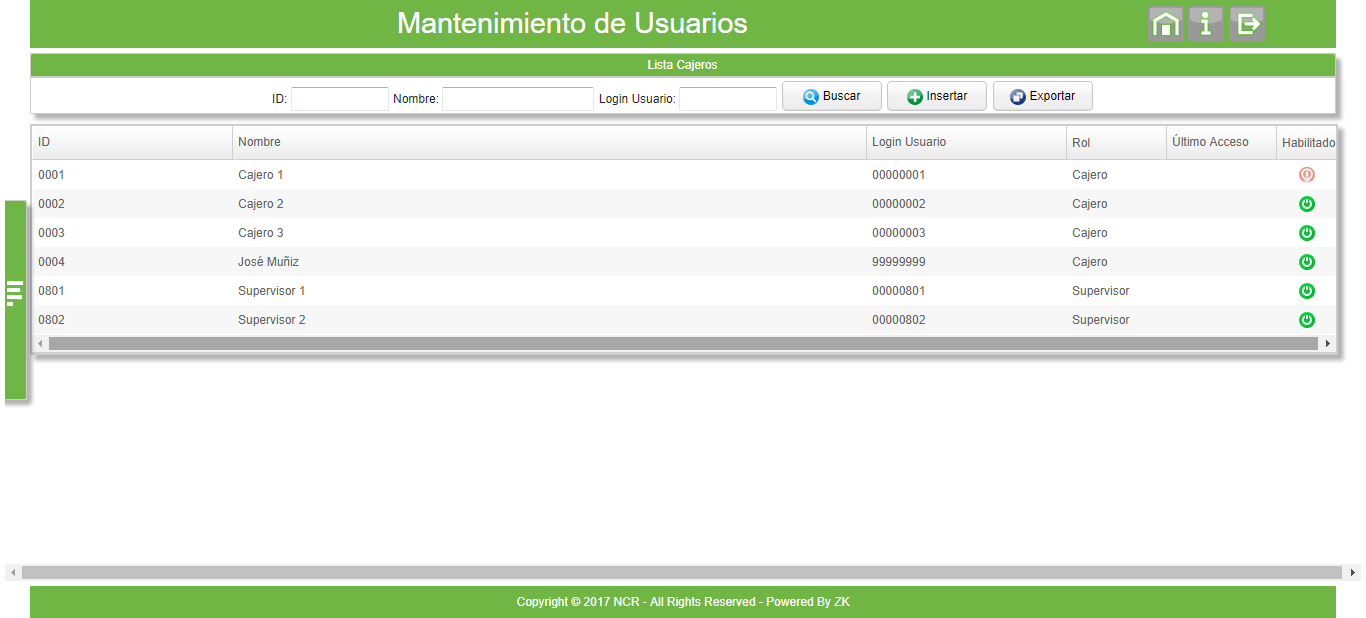 Mantenimiento de Usuarios
Lista Cajeros
ID: Nombre: Login Usuario: Buscar Insertar Exportar
ID Nombre Login Usuario Rol Último Acceso Habilitado
0001 Cajero 1 00000001 Cajero
0002 Cajero 2 00000002 Cajero
0003 Cajero 3 00000003 Cajero
0004 José Muñiz 99999999 Cajero
0801 Supervisor 1 00000801 Supervisor
0802 Supervisor 2 00000802 Supervisor
Copyright © 2017 NCR - All Rights Reserved - Powered By ZK